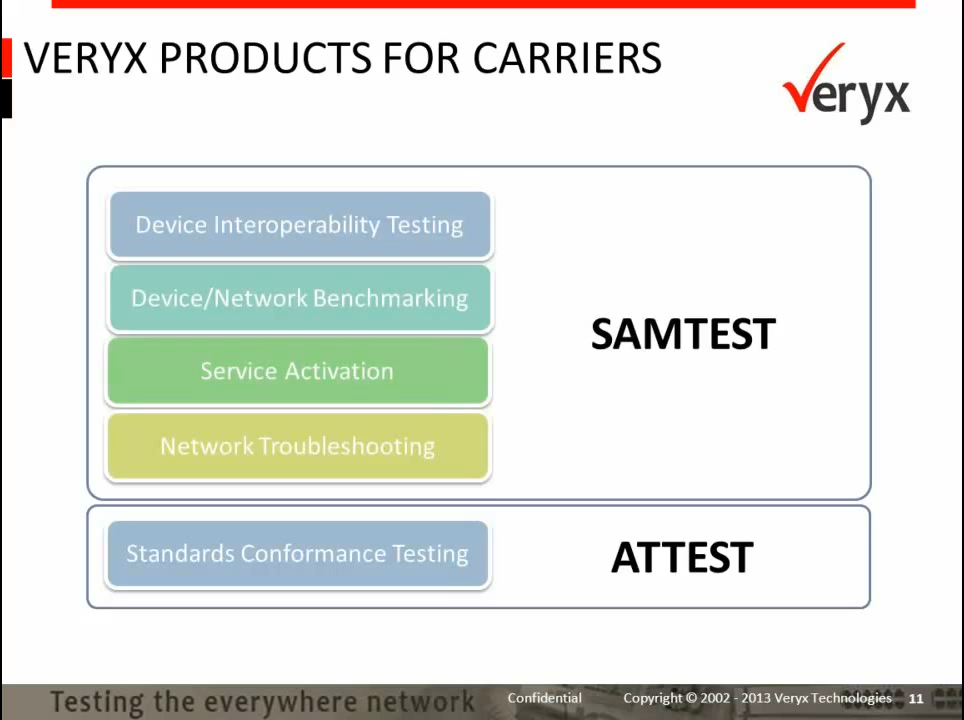 VERYX PRODUCTS FOR CARRIERS
veryx
Device Interoperability Testing
Device/Network Benchmarking
Service Activation
Network Troubleshooting
SAMTEST
Standards Conformance Testing
ATTEST
Testing the everywhere network
Confidential
Copyright © 2002 - 2013 Veryx Technologies
11